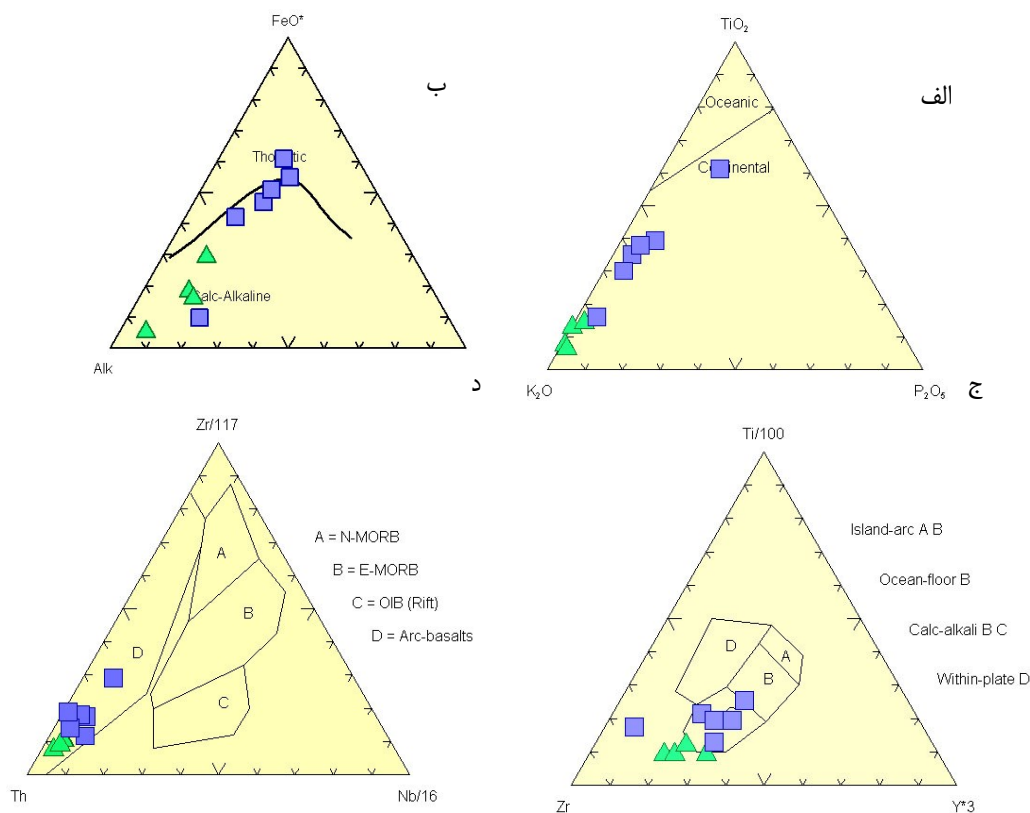 FeO*
ب
Tholeitic
Calc-Alkaline
Alk
TiO₂
الف
Oceanic
Continental
K₂O
P₂O₅
د
Zr/117
A
B
C
D
A = N-MORB
B = E-MORB
C = OIB (Rift)
D = Arc-basalts
Th
Nb/16
ج
Ti/100
D
A
B
Island-arc A B
Ocean-floor B
Calc-alkali B C
Within-plate D
Zr
Y*3